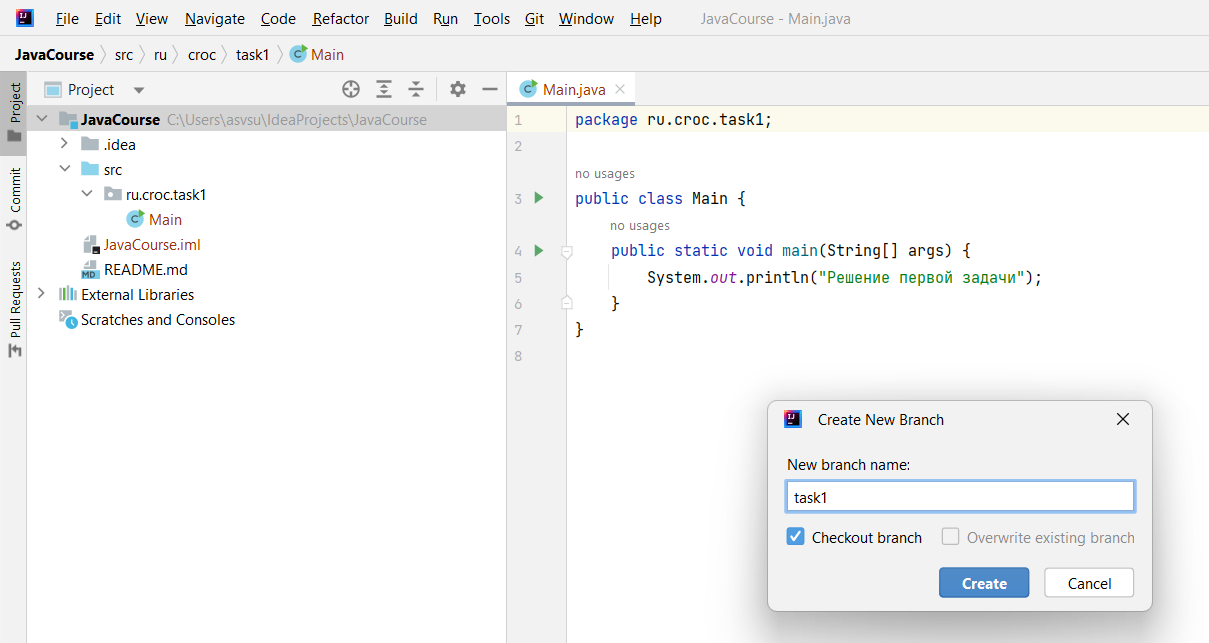 File Edit View Navigate Code Refactor Build Run Tools Git Window Help JavaCourse - Main.java
JavaCourse src ru croc task1 Main
Project
Commit
Pull Requests
Project
JavaCourse C:\Users\asvsu\IdeaProjects\JavaCourse
.idea
src
ru.croc.task1
Main
JavaCourse.iml
README.md
External Libraries
Scratches and Consoles
Main.java
1 package ru.croc.task1;
2
no usages
3 public class Main {
no usages
4 public static void main(String[] args) {
5 System.out.println("Решение первой задачи");
6 }
7 }
8
Create New Branch
New branch name:
task1
Checkout branch Overwrite existing branch
Create Cancel